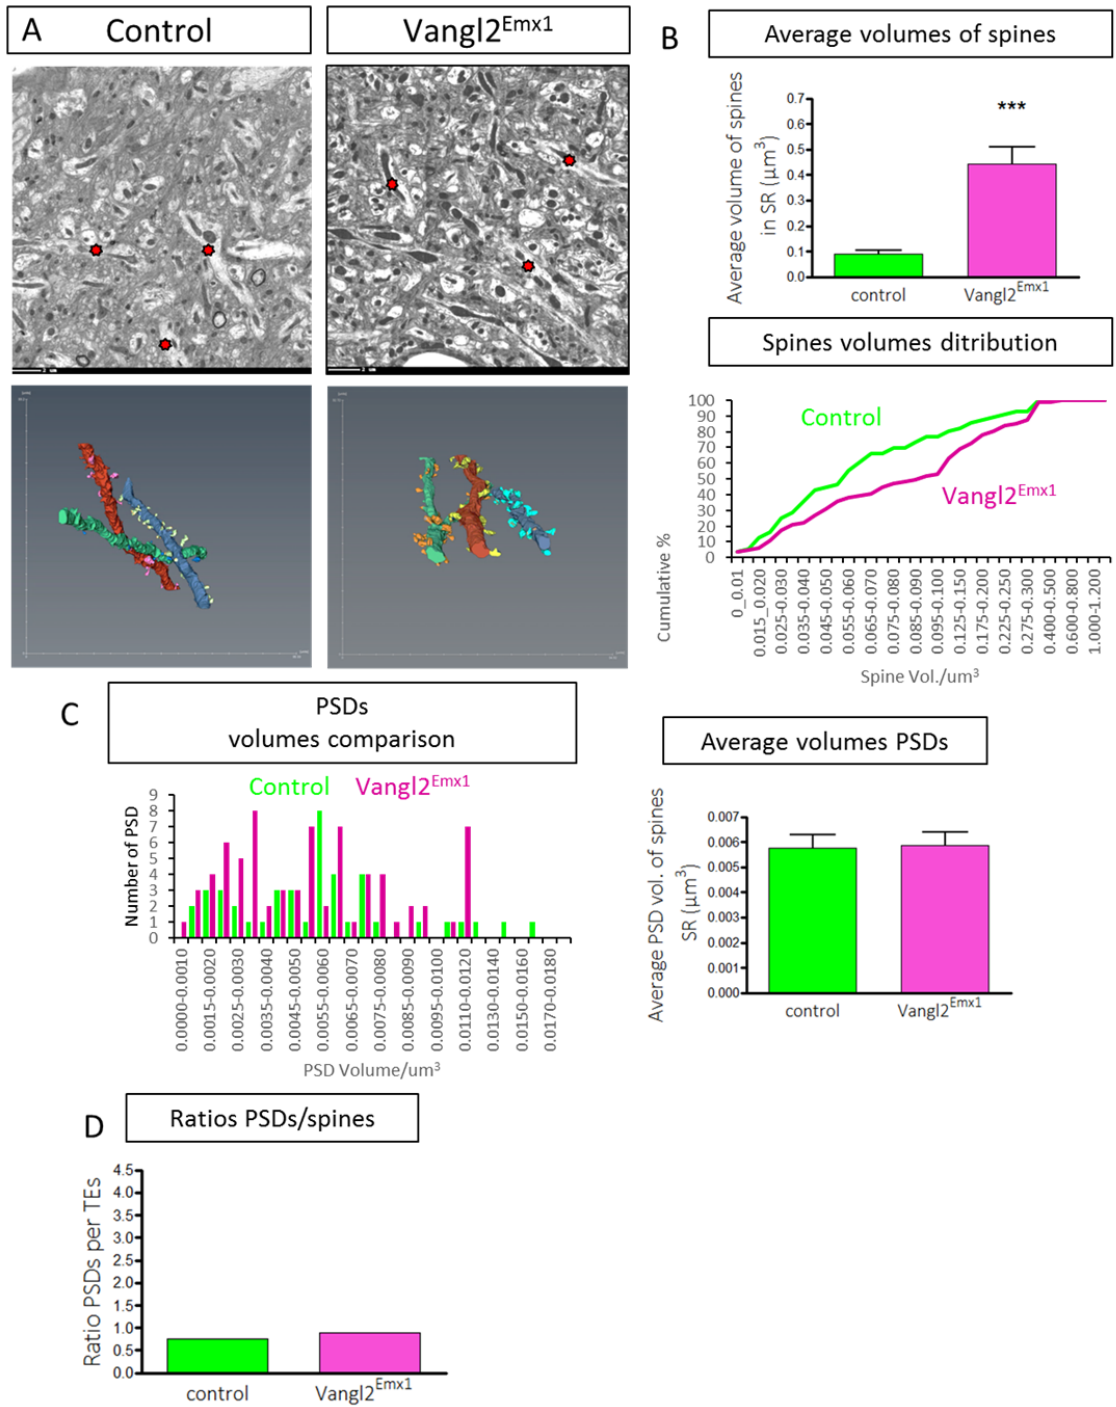 A
Control
Vangl2Emx1
B
Average volumes of spines
Average volume of spines
in SR (µm3)
0.7
0.6
0.5
0.4
0.3
0.2
0.1
0.0
***
control
Vangl2Emx1
Spines volumes ditribution
Cumulative %
100
90
80
70
60
50
40
30
20
10
0
Control
Vangl2Emx1
0_0.01
0.015_0.020
0.025-0.030
0.035-0.040
0.045-0.050
0.055-0.060
0.065-0.070
0.075-0.080
0.085-0.090
0.095-0.100
0.125-0.150
0.175-0.200
0.225-0.250
0.275-0.300
0.400-0.500
0.600-0.800
1.000-1.200
Spine Vol./um3
C
PSDs
volumes comparison
Control
Vangl2Emx1
Number of PSD
9
8
7
6
5
4
3
2
1
0
0.0000-0.0010
0.0015-0.0020
0.0025-0.0030
0.0035-0.0040
0.0045-0.0050
0.0055-0.0060
0.0065-0.0070
0.0075-0.0080
0.0085-0.0090
0.0095-0.0100
0.0110-0.0120
0.0130-0.0140
0.0150-0.0160
0.0170-0.0180
PSD Volume/um3
Average volumes PSDs
Average PSD vol. of spines
SR (µm3)
0.007
0.006
0.005
0.004
0.003
0.002
0.001
0.000
control
Vangl2Emx1
D
Ratios PSDs/spines
Ratio PSDs per TEs
4.5
4.0
3.5
3.0
2.5
2.0
1.5
1.0
0.5
0.0
control
Vangl2Emx1